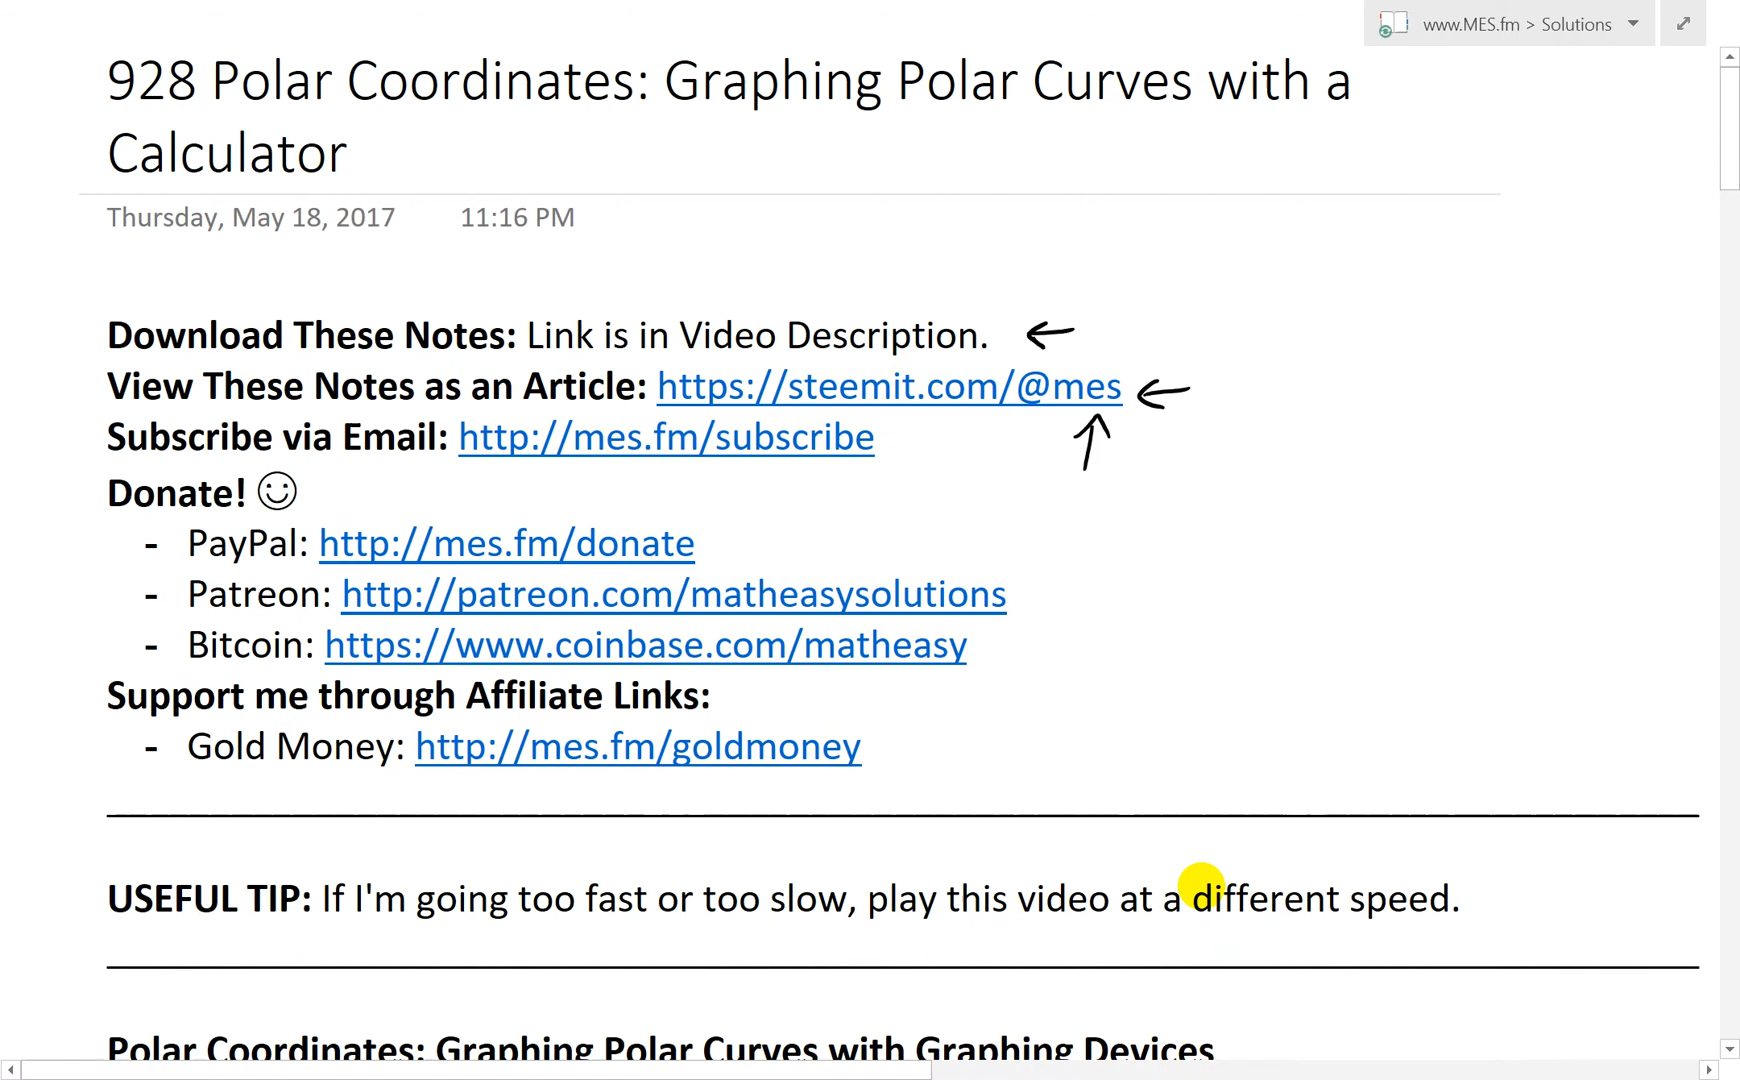 www.MES.fm > Solutions
928 Polar Coordinates: Graphing Polar Curves with a
Calculator
Thursday, May 18, 2017 11:16 PM
Download These Notes: Link is in Video Description.
View These Notes as an Article: https://steemit.com/@mes
Subscribe via Email: http://mes.fm/subscribe
Donate!
- PayPal: http://mes.fm/donate
- Patreon: http://patreon.com/matheasysolutions
- Bitcoin: https://www.coinbase.com/matheasy
Support me through Affiliate Links:
- Gold Money: http://mes.fm/goldmoney
USEFUL TIP: If I'm going too fast or too slow, play this video at a different speed.
Polar Coordinates: Graphing Polar Curves with Graphing Devices